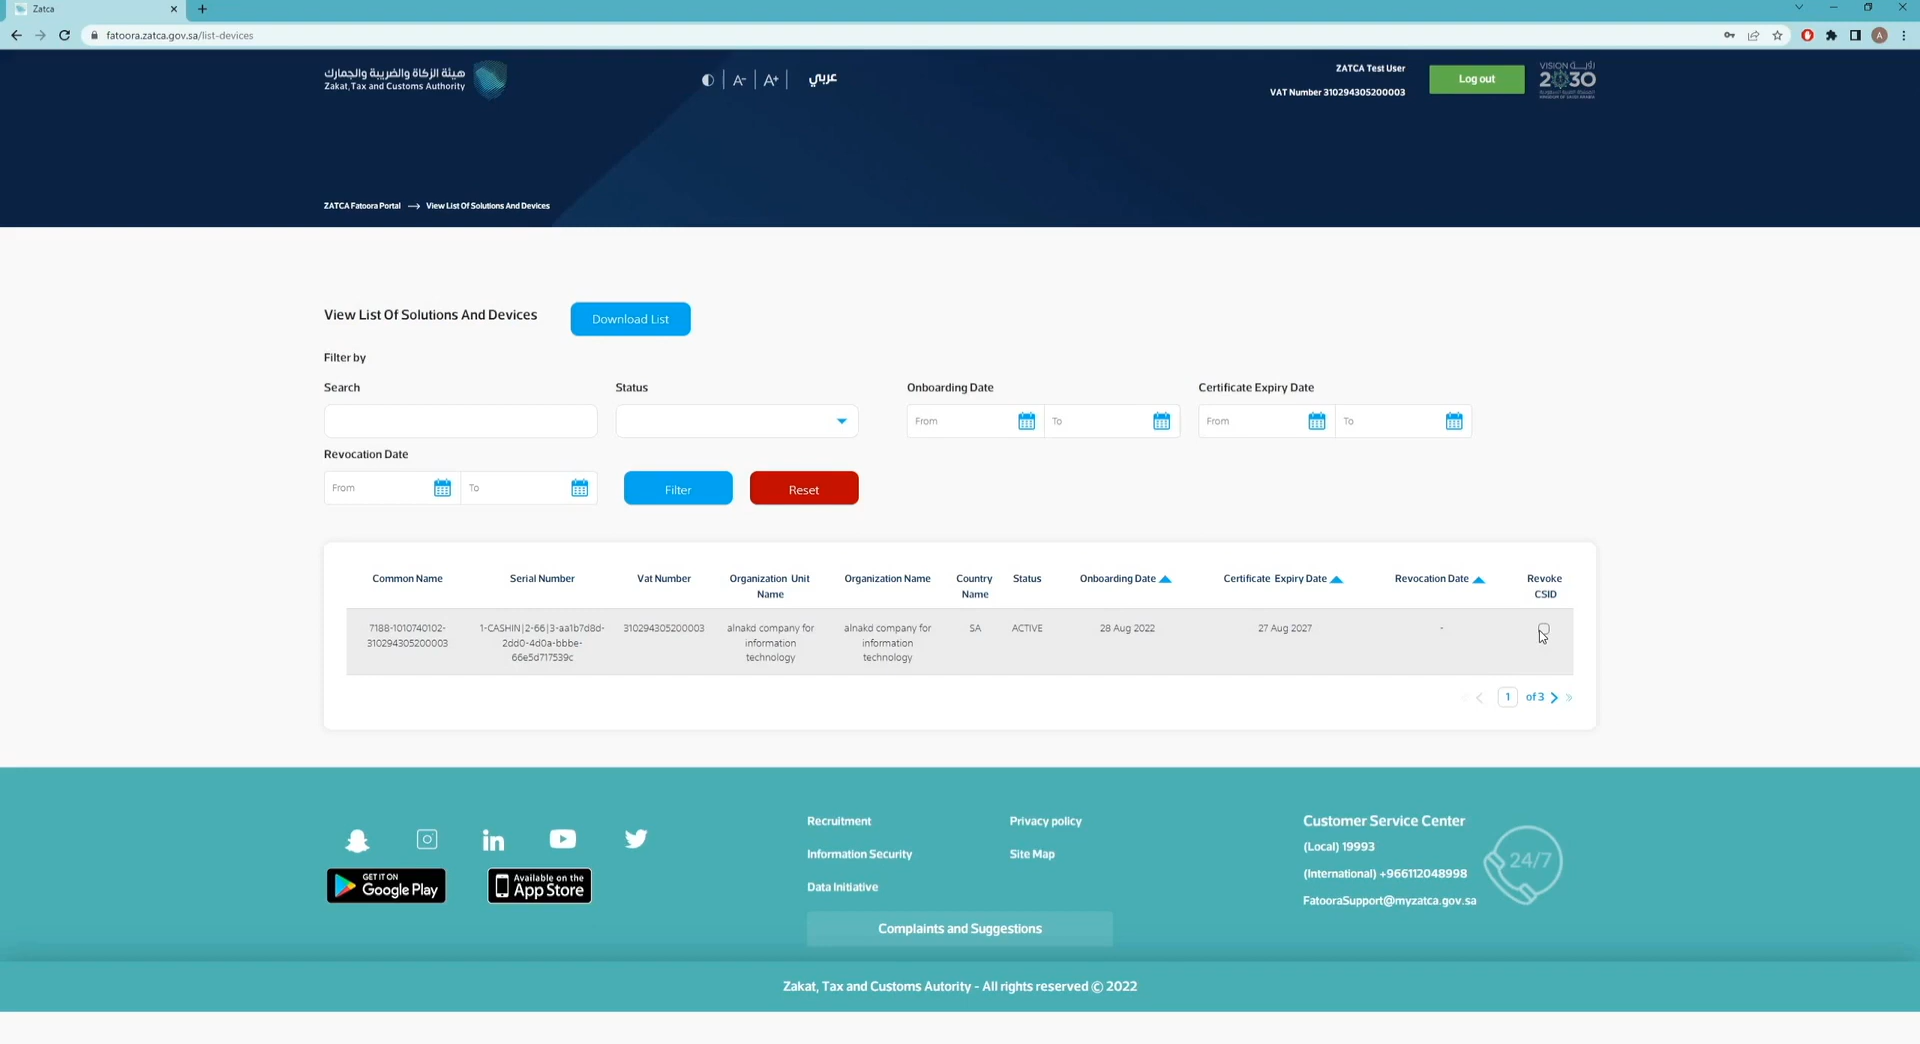 Zatca
fatoora.zatca.gov.sa/list-devices
A
هيئة الزكاة والضريبة والجمارك
Zakat, Tax and Customs Authority
A-
A+
عربي
ZATCA Test User
VAT Number 310294305200003
Log out
VISION رؤيـــة
2030
ZATCA Fatoora Portal
View List Of Solutions And Devices
View List Of Solutions And Devices
Download List
Filter by
Search
Status
Onboarding Date
Certificate Expiry Date
From
To
From
To
Revocation Date
From
To
Filter
Reset
Common Name
Serial Number
Vat Number
Organization Unit
Name
Organization Name
Country
Name
Status
Onboarding Date
Certificate Expiry Date
Revocation Date
Revoke
CSID
7188-1010740102-
310294305200003
1-CASHIN|2-66|3-aa1b7d8d-
2dd0-4d0a-bbbe-
66e5d717539c
310294305200003
alnakd company for
information
technology
alnakd company for
information
technology
SA
ACTIVE
28 Aug 2022
27 Aug 2027
-
1
of 3
GET IT ON
Google Play
Available on the
App Store
Recruitment
Information Security
Data Initiative
Privacy policy
Site Map
Complaints and Suggestions
Customer Service Center
(Local) 19993
(International) +966112048998
FatooraSupport@myzatca.gov.sa
24/7
Zakat, Tax and Customs Autority - All rights reserved © 2022